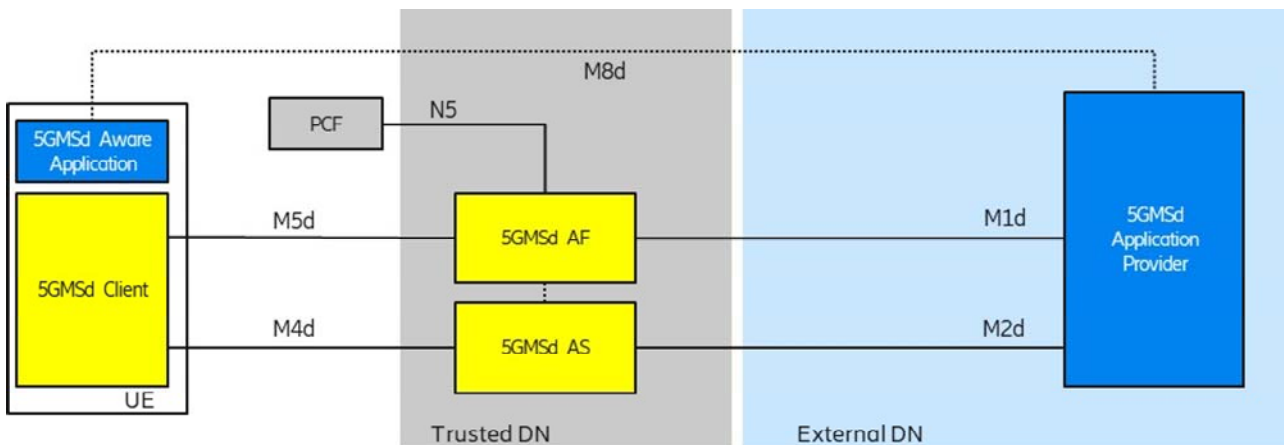 M8d
PCF
N5
5GMSd Aware
Application
M5d
5GMSd AF
M1d
5GMSd
Application
Provider
5GMSd Client
M4d
5GMSd AS
M2d
UE
Trusted DN
External DN